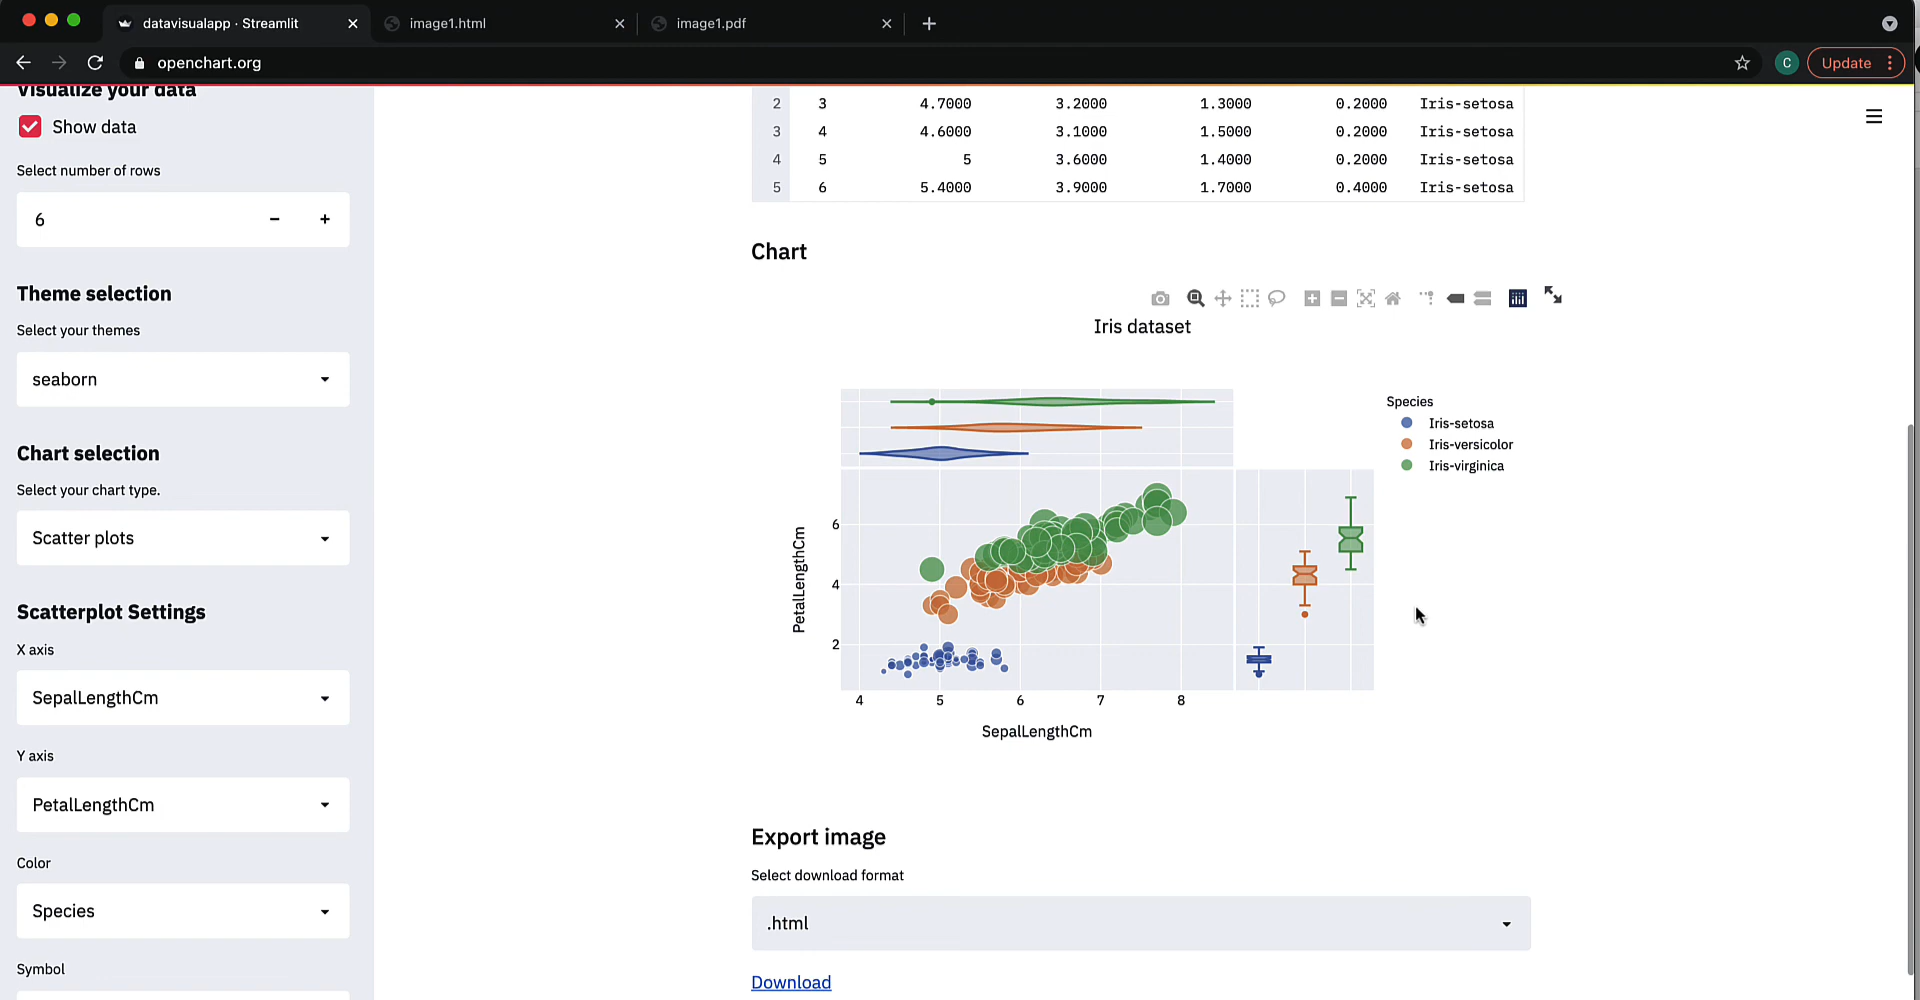 datavisualapp · Streamlit
image1.html
image1.pdf
openchart.org
C
Update
Visualize your data
Show data
Select number of rows
6
Theme selection
Select your themes
seaborn
Chart selection
Select your chart type.
Scatter plots
Scatterplot Settings
X axis
SepalLengthCm
Y axis
PetalLengthCm
Color
Species
Symbol
2 3 4.7000 3.2000 1.3000 0.2000 Iris-setosa
3 4 4.6000 3.1000 1.5000 0.2000 Iris-setosa
4 5 5 3.6000 1.4000 0.2000 Iris-setosa
5 6 5.4000 3.9000 1.7000 0.4000 Iris-setosa
Chart
Iris dataset
Species
Iris-setosa
Iris-versicolor
Iris-virginica
PetalLengthCm
6
4
2
4 5 6 7 8
SepalLengthCm
Export image
Select download format
.html
Download